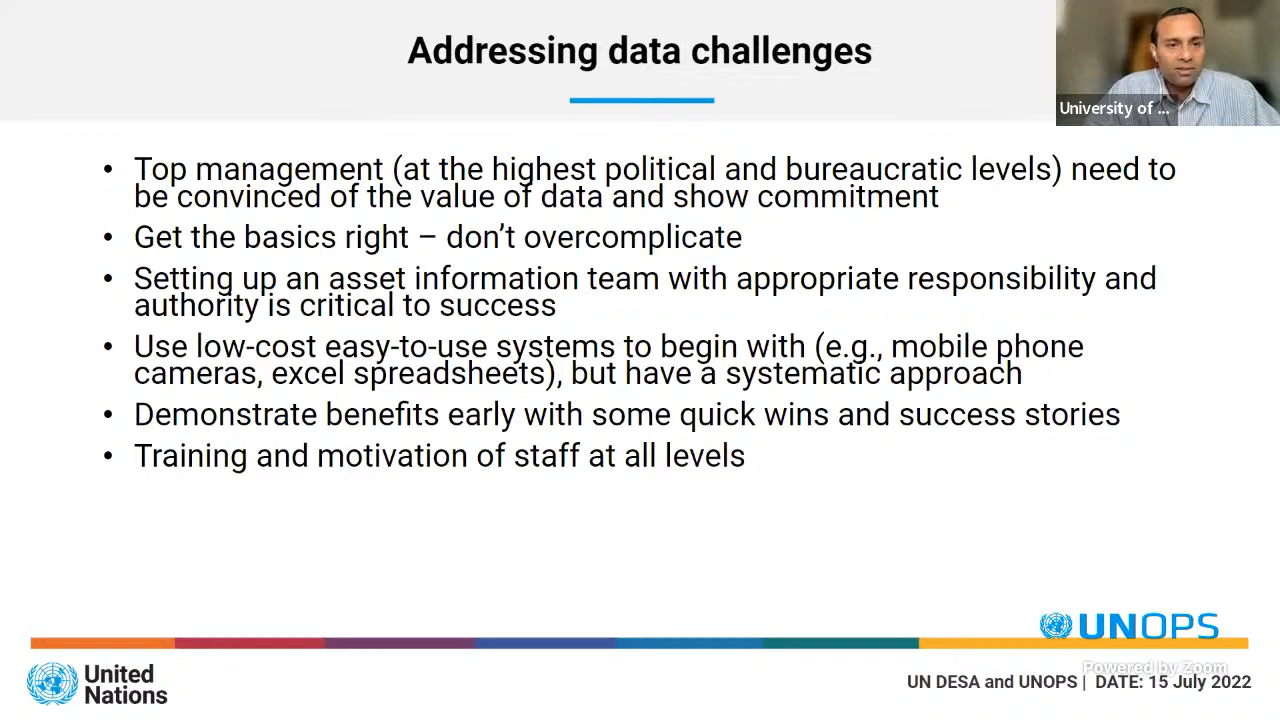 Addressing data challenges
University of ...
• Top management (at the highest political and bureaucratic levels) need to
be convinced of the value of data and show commitment
• Get the basics right – don’t overcomplicate
• Setting up an asset information team with appropriate responsibility and
authority is critical to success
• Use low-cost easy-to-use systems to begin with (e.g., mobile phone
cameras, excel spreadsheets), but have a systematic approach
• Demonstrate benefits early with some quick wins and success stories
• Training and motivation of staff at all levels
UNOPS
Powered by Zoom
United
Nations
UN DESA and UNOPS | DATE: 15 July 2022